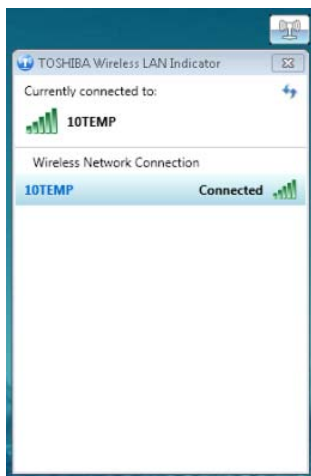 TOSHIBA Wireless LAN Indicator
Currently connected to:
10TEMP
Wireless Network Connection
10TEMP Connected